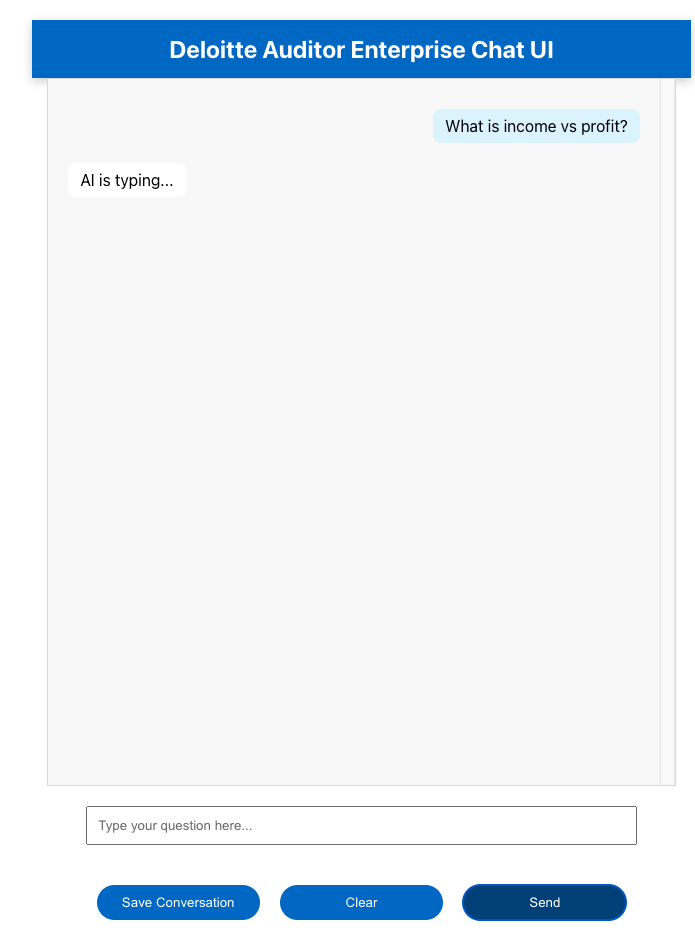 Deloitte Auditor Enterprise Chat UI
What is income vs profit?
AI is typing...
Type your question here...
Save Conversation
Clear
Send